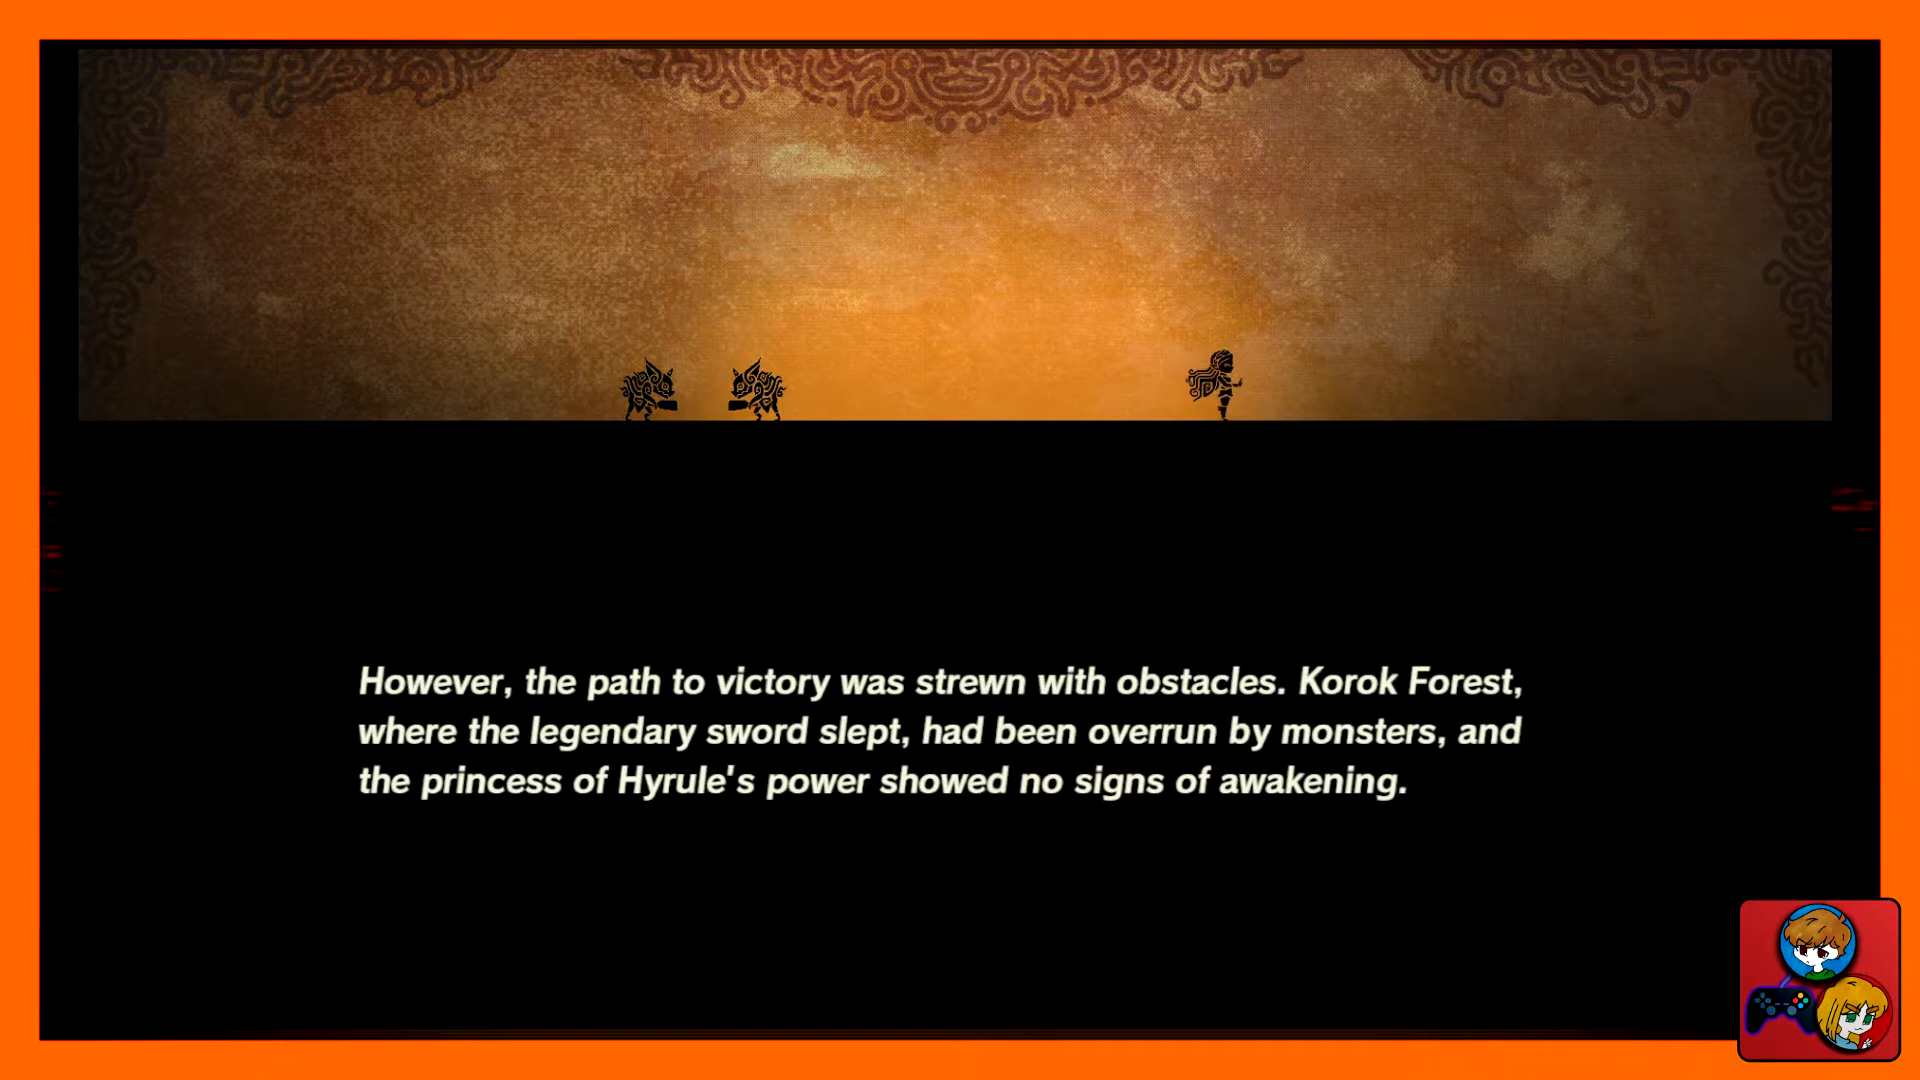 However, the path to victory was strewn with obstacles. Korok Forest,
where the legendary sword slept, had been overrun by monsters, and
the princess of Hyrule's power showed no signs of awakening.